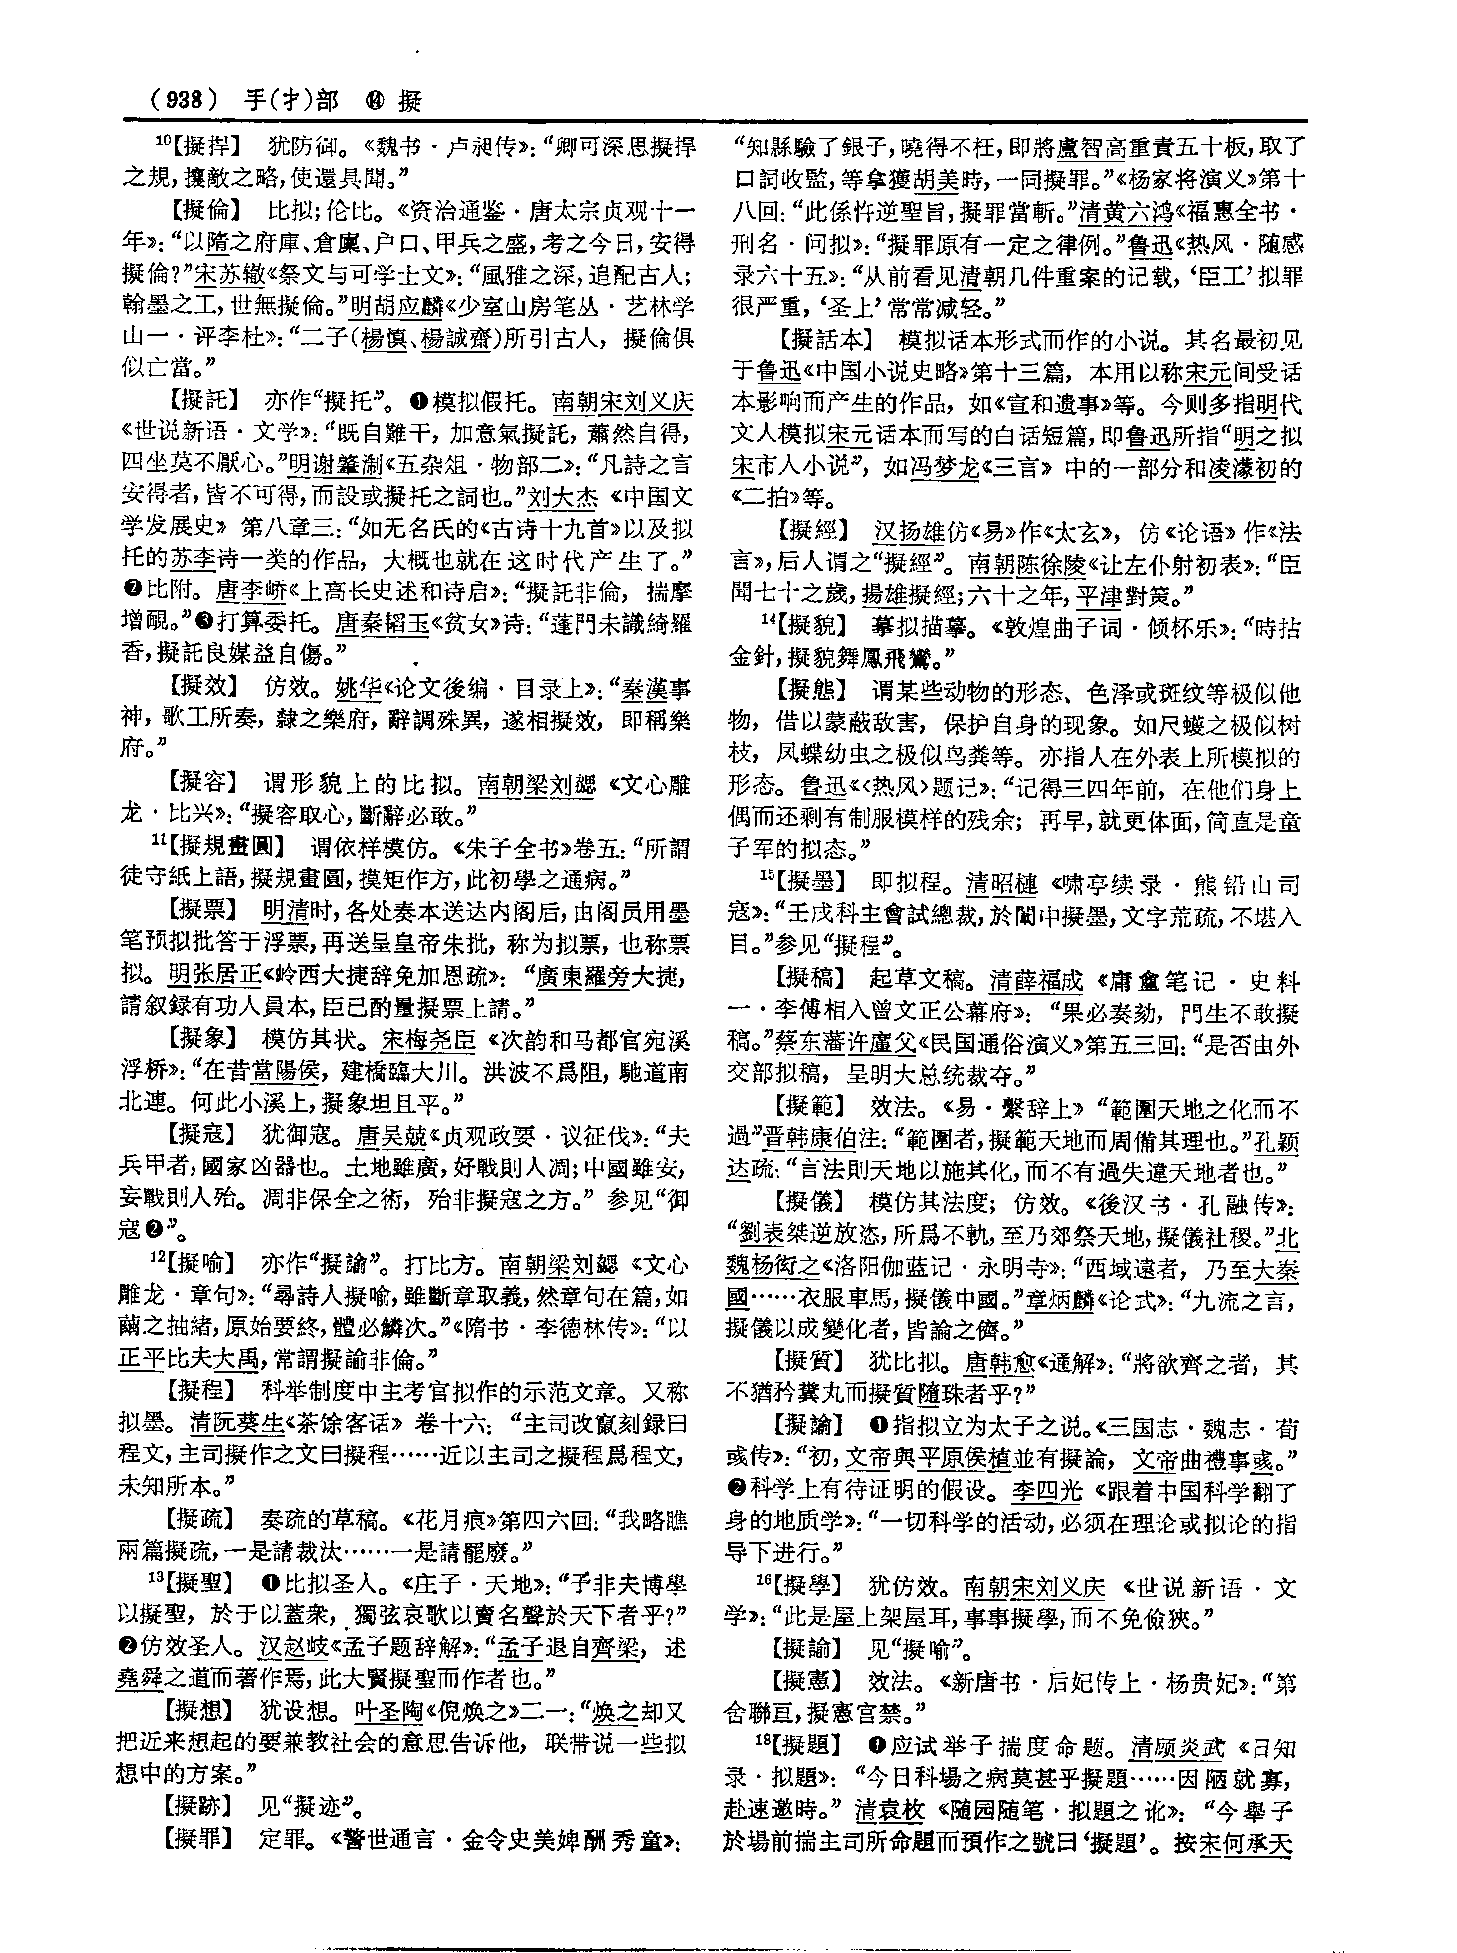 （938） 手(扌)部 ⓮ 擬
¹⁰【擬捍】 犹防御。《魏书·卢昶传》：“卿可深思擬捍
之規，攘敵之略，使還具聞。”
【擬倫】 比拟；伦比。《资治通鉴·唐太宗贞观十一
年》：“以隋之府庫、倉廩、户口、甲兵之盛，考之今日，安得
擬倫？”宋苏辙《祭文与可学士文》：“風雅之深，追配古人；
翰墨之工，世無擬倫。”明胡应麟《少室山房笔丛·艺林学
山一·评李杜》：“二子(楊慎、楊誠齋)所引古人，擬倫俱
似亡當。”
【擬託】 亦作“擬托”。❶模拟假托。南朝宋刘义庆
《世说新语·文学》：“既自難干，加意氣擬託，蕭然自得，
四坐莫不厭心。”明谢肇淛《五杂俎·物部二》：“凡詩之言
安得者，皆不可得，而設或擬托之詞也。”刘大杰《中国文
学发展史》第八章三：“如无名氏的《古诗十九首》以及拟
托的苏李诗一类的作品，大概也就在这时代产生了。”
❷比附。唐李峤《上高长史述和诗启》：“擬託非倫，揣摩
增靦。”❸打算委托。唐秦韬玉《贫女》诗：“蓬門未識綺羅
香，擬託良媒益自傷。”
【擬效】 仿效。姚华《论文後编·目录上》：“秦漢事
神，歌工所奏，隸之樂府，辭調殊異，遂相擬效，即稱樂
府。”
【擬容】 谓形貌上的比拟。南朝梁刘勰《文心雕
龙·比兴》：“擬容取心，斷辭必敢。”
¹¹【擬規畫圓】 谓依样模仿。《朱子全书》卷五：“所謂
徒守紙上語，擬規畫圓，摸矩作方，此初學之通病。”
【擬票】 明清时，各处奏本送达内阁后，由阁员用墨
笔预拟批答于浮票，再送呈皇帝朱批，称为拟票，也称票
拟。明张居正《岭西大捷辞免加恩疏》：“廣東羅旁大捷，
請叙録有功人員本，臣已酌量擬票上請。”
【擬象】 模仿其状。宋梅尧臣《次韵和马都官宛溪
浮桥》：“在昔當陽侯，建橋臨大川。洪波不爲阻，馳道南
北連。何此小溪上，擬象坦且平。”
【擬寇】 犹御寇。唐吴兢《贞观政要·议征伐》：“夫
兵甲者，國家凶器也。土地雖廣，好戰則人凋；中國雖安，
妄戰則人殆。凋非保全之術，殆非擬寇之方。”参见“御
寇❷”。
¹²【擬喻】 亦作“擬諭”。打比方。南朝梁刘勰《文心
雕龙·章句》：“尋詩人擬喻，雖斷章取義，然章句在篇，如
繭之抽緒，原始要終，體必鱗次。”《隋书·李德林传》：“以
正平比夫大禹，常謂擬諭非倫。”
【擬程】 科举制度中主考官拟作的示范文章。又称
拟墨。清阮葵生《茶馀客话》卷十六：“主司改竄刻録曰
程文，主司擬作之文曰擬程……近以主司之擬程爲程文，
未知所本。”
【擬疏】 奏疏的草稿。《花月痕》第四六回：“我略瞧
兩篇擬疏，一是請裁汰……一是請罷廢。”
¹³【擬聖】 ❶比拟圣人。《庄子·天地》：“子非夫博學
以擬聖，於于以蓋衆，獨弦哀歌以賣名聲於天下者乎？”
❷仿效圣人。汉赵岐《孟子题辞解》：“孟子退自齊梁，述
堯舜之道而著作焉，此大賢擬聖而作者也。”
【擬想】 犹设想。叶圣陶《倪焕之》二一：“焕之却又
把近来想起的要兼教社会的意思告诉他，联带说一些拟
想中的方案。”
【擬跡】 见“擬迹”。
【擬罪】 定罪。《警世通言·金令史美婢酬秀童》：
“知縣驗了銀子，曉得不枉，即將盧智高重責五十板，取了
口詞收監，等拿獲胡美時，一同擬罪。”《杨家将演义》第十
八回：“此係忤逆聖旨，擬罪當斬。”清黄六鸿《福惠全书·
刑名·问拟》：“擬罪原有一定之律例。”鲁迅《热风·随感
录六十五》：“从前看见清朝几件重案的记载，‘臣工’拟罪
很严重，‘圣上’常常减轻。”
【擬話本】 模拟话本形式而作的小说。其名最初见
于鲁迅《中国小说史略》第十三篇，本用以称宋元间受话
本影响而产生的作品，如《宣和遗事》等。今则多指明代
文人模拟宋元话本而写的白话短篇，即鲁迅所指“明之拟
宋市人小说”，如冯梦龙《三言》中的一部分和凌濛初的
《二拍》等。
【擬經】 汉扬雄仿《易》作《太玄》，仿《论语》作《法
言》，后人谓之“擬經”。南朝陈徐陵《让左仆射初表》：“臣
聞七十之歲，揚雄擬經；六十之年，平津對策。”
¹⁴【擬貌】 摹拟描摹。《敦煌曲子词·倾杯乐》：“時拈
金針，擬貌舞鳳飛鸞。”
【擬態】 谓某些动物的形态、色泽或斑纹等极似他
物，借以蒙蔽敌害，保护自身的现象。如尺蠖之极似树
枝，凤蝶幼虫之极似鸟粪等。亦指人在外表上所模拟的
形态。鲁迅《〈热风〉题记》：“记得三四年前，在他们身上
偶而还剩有制服模样的残余；再早，就更体面，简直是童
子军的拟态。”
¹⁵【擬墨】 即拟程。清昭槤《啸亭续录·熊铅山司
寇》：“壬戌科主會試總裁，於闈中擬墨，文字荒疏，不堪入
目。”参见“擬程”。
【擬稿】 起草文稿。清薛福成《庸盦笔记·史料
一·李傅相入曾文正公幕府》：“果必奏劾，門生不敢擬
稿。”蔡东藩许廑父《民国通俗演义》第五三回：“是否由外
交部拟稿，呈明大总统裁夺。”
【擬範】 效法。《易·繫辞上》“範圍天地之化而不
過”晋韩康伯注：“範圍者，擬範天地而周備其理也。”孔颖
达疏：“言法則天地以施其化，而不有過失違天地者也。”
【擬儀】 模仿其法度；仿效。《後汉书·孔融传》：
“劉表桀逆放恣，所爲不軌，至乃郊祭天地，擬儀社稷。”北
魏杨衒之《洛阳伽蓝记·永明寺》：“西域遠者，乃至大秦
國……衣服車馬，擬儀中國。”章炳麟《论式》：“九流之言，
擬儀以成變化者，皆論之儕。”
【擬質】 犹比拟。唐韩愈《通解》：“將欲齊之者，其
不猶矜糞丸而擬質隨珠者乎？”
【擬論】 ❶指拟立为太子之说。《三国志·魏志·荀
彧传》：“初，文帝與平原侯植並有擬論，文帝曲禮事彧。”
❷科学上有待证明的假设。李四光《跟着中国科学翻了
身的地质学》：“一切科学的活动，必须在理论或拟论的指
导下进行。”
¹⁶【擬學】 犹仿效。南朝宋刘义庆《世说新语·文
学》：“此是屋上架屋耳，事事擬學，而不免儉狹。”
【擬諭】 见“擬喻”。
【擬憲】 效法。《新唐书·后妃传上·杨贵妃》：“第
舍聯亘，擬憲宫禁。”
¹⁸【擬題】 ❶应试举子揣度命题。清顾炎武《日知
录·拟题》：“今日科場之病莫甚乎擬題……因陋就寡，
赴速邀時。”清袁枚《随园随笔·拟题之讹》：“今舉子
於場前揣主司所命題而預作之號曰‘擬題’。按宋何承天